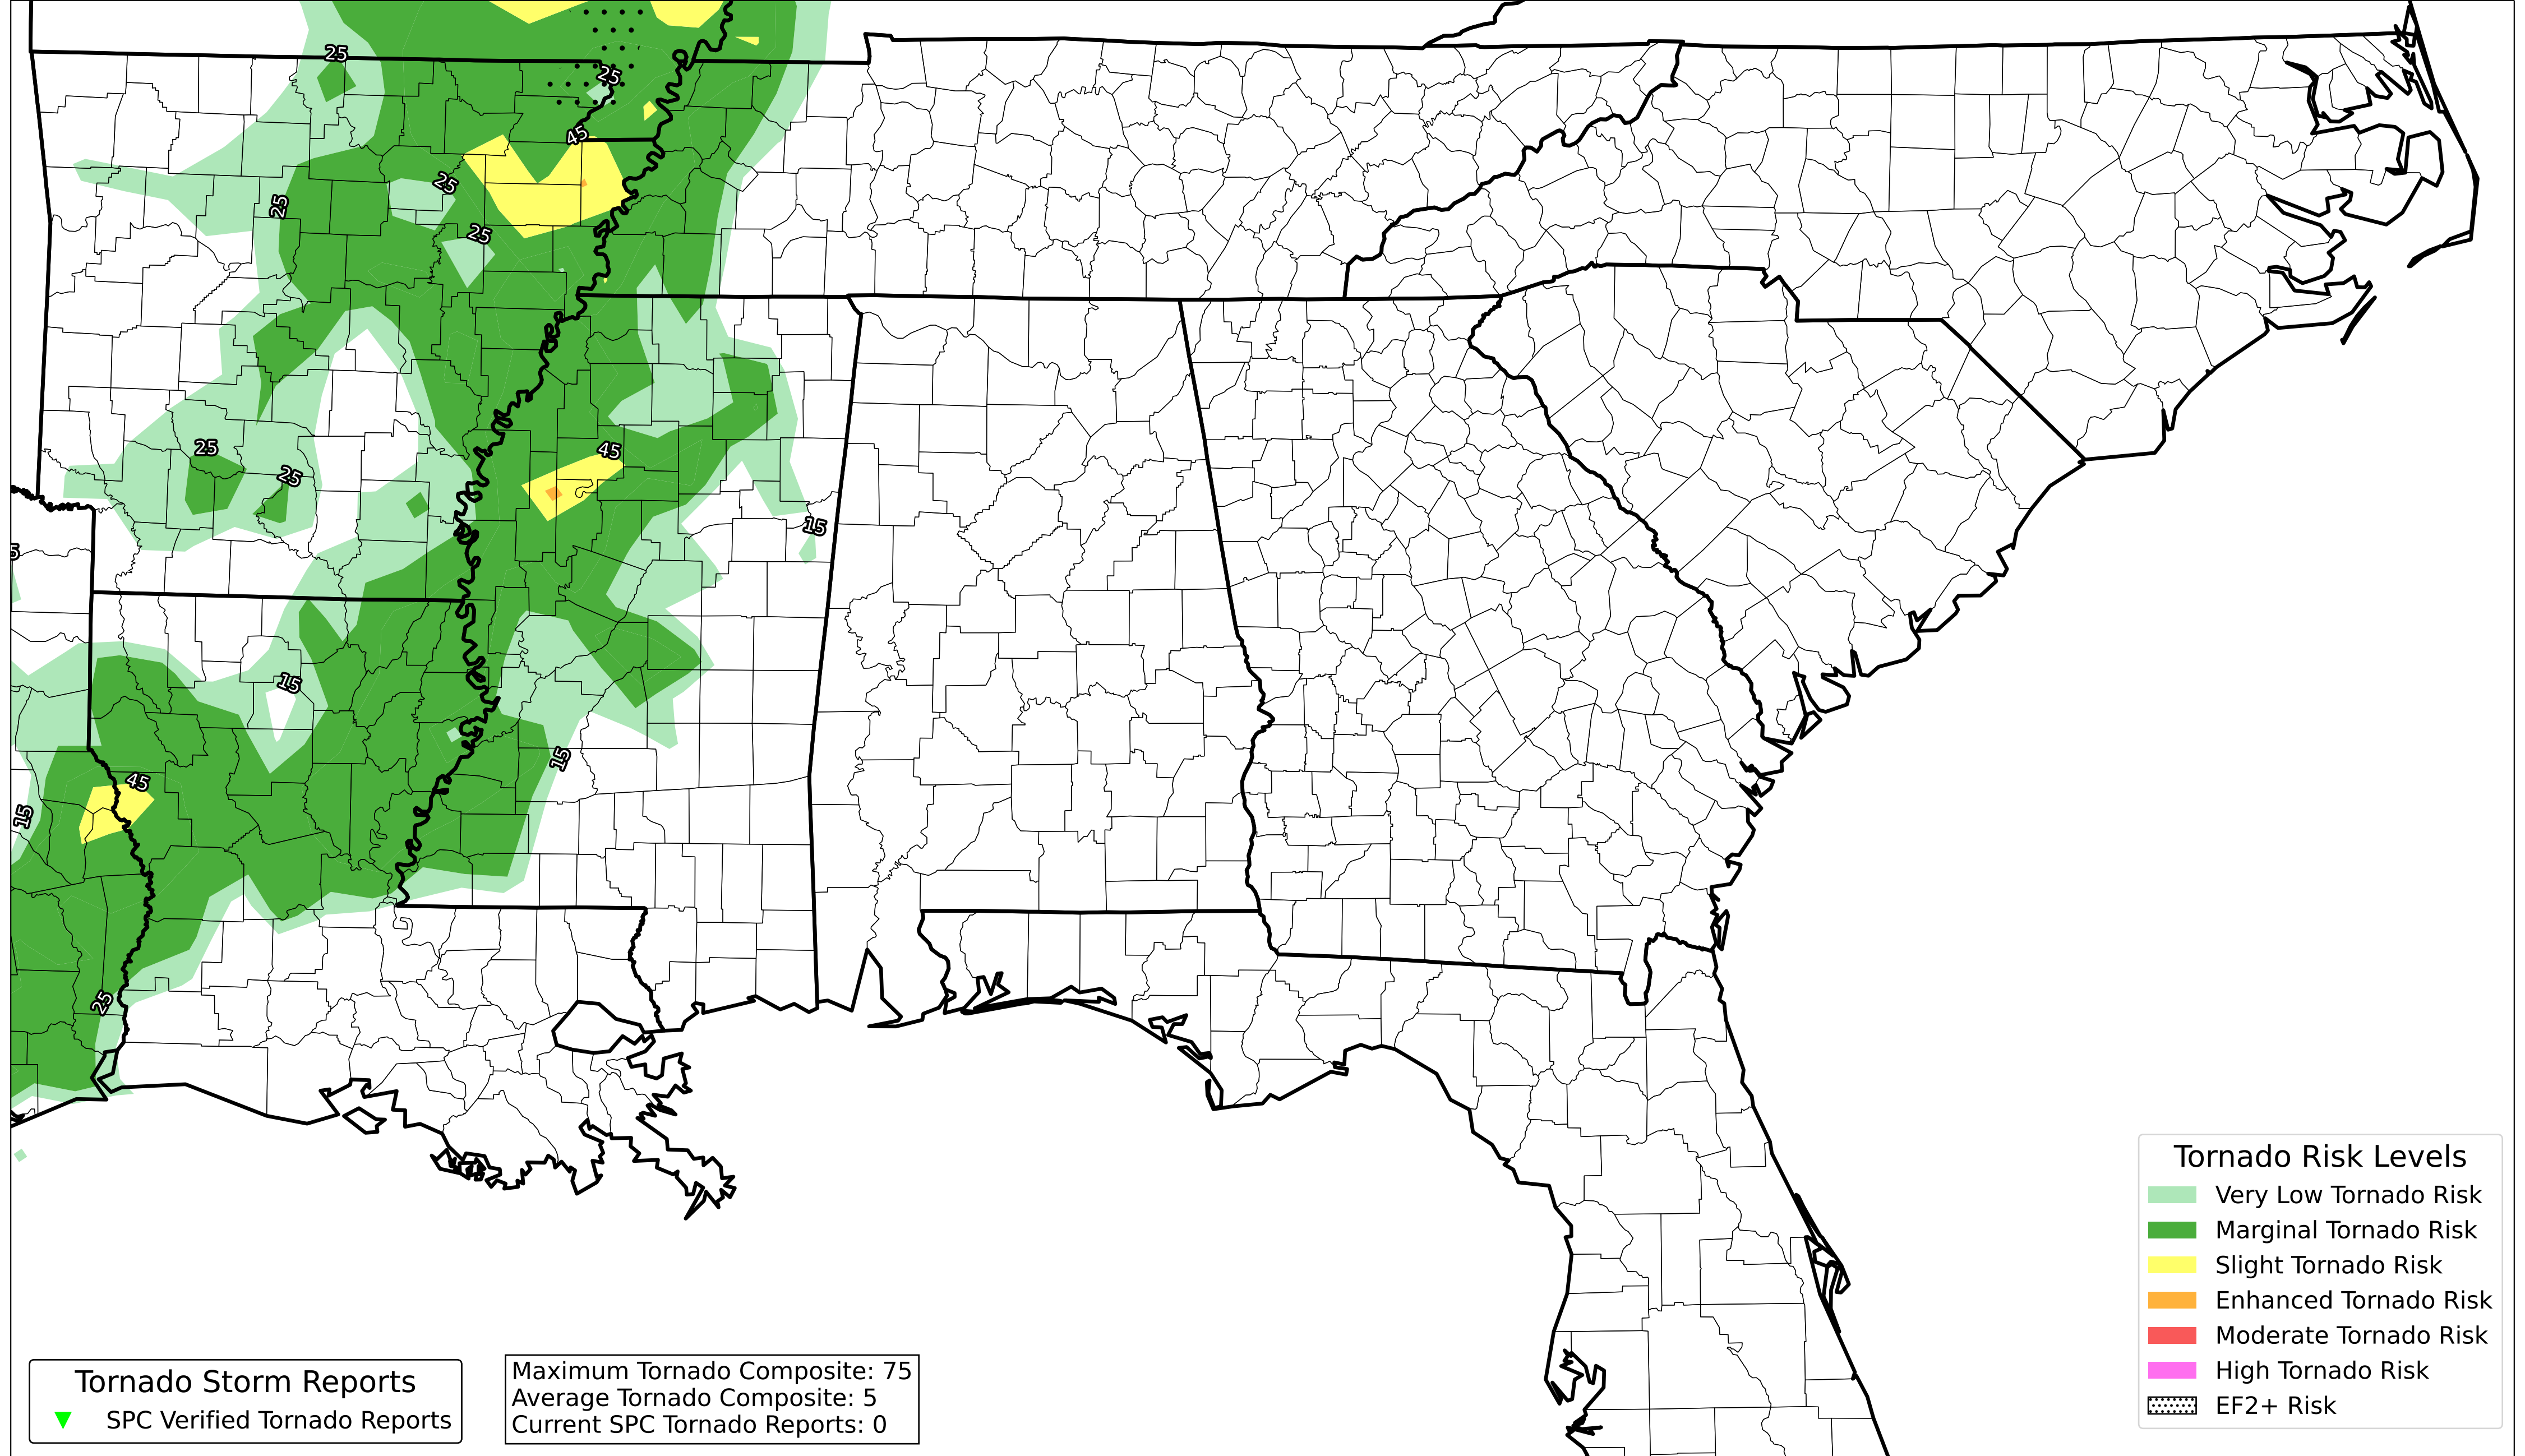 25
25
45
25
25
25
45
25
25
15
5
15
15
45
15
25
Tornado Risk Levels
Very Low Tornado Risk
Marginal Tornado Risk
Slight Tornado Risk
Enhanced Tornado Risk
Moderate Tornado Risk
High Tornado Risk
EF2+ Risk
Tornado Storm Reports
SPC Verified Tornado Reports
Maximum Tornado Composite: 75
Average Tornado Composite: 5
Current SPC Tornado Reports: 0